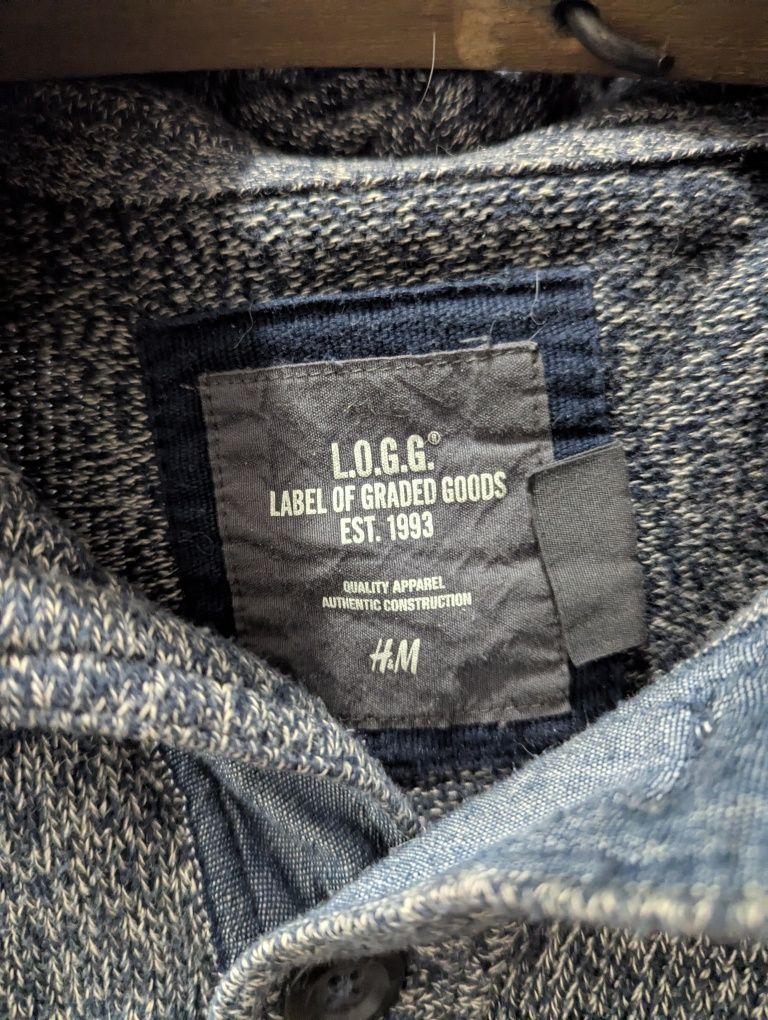 L.O.G.G.®
LABEL OF GRADED GOODS
EST. 1993
QUALITY APPAREL
AUTHENTIC CONSTRUCTION
H&M